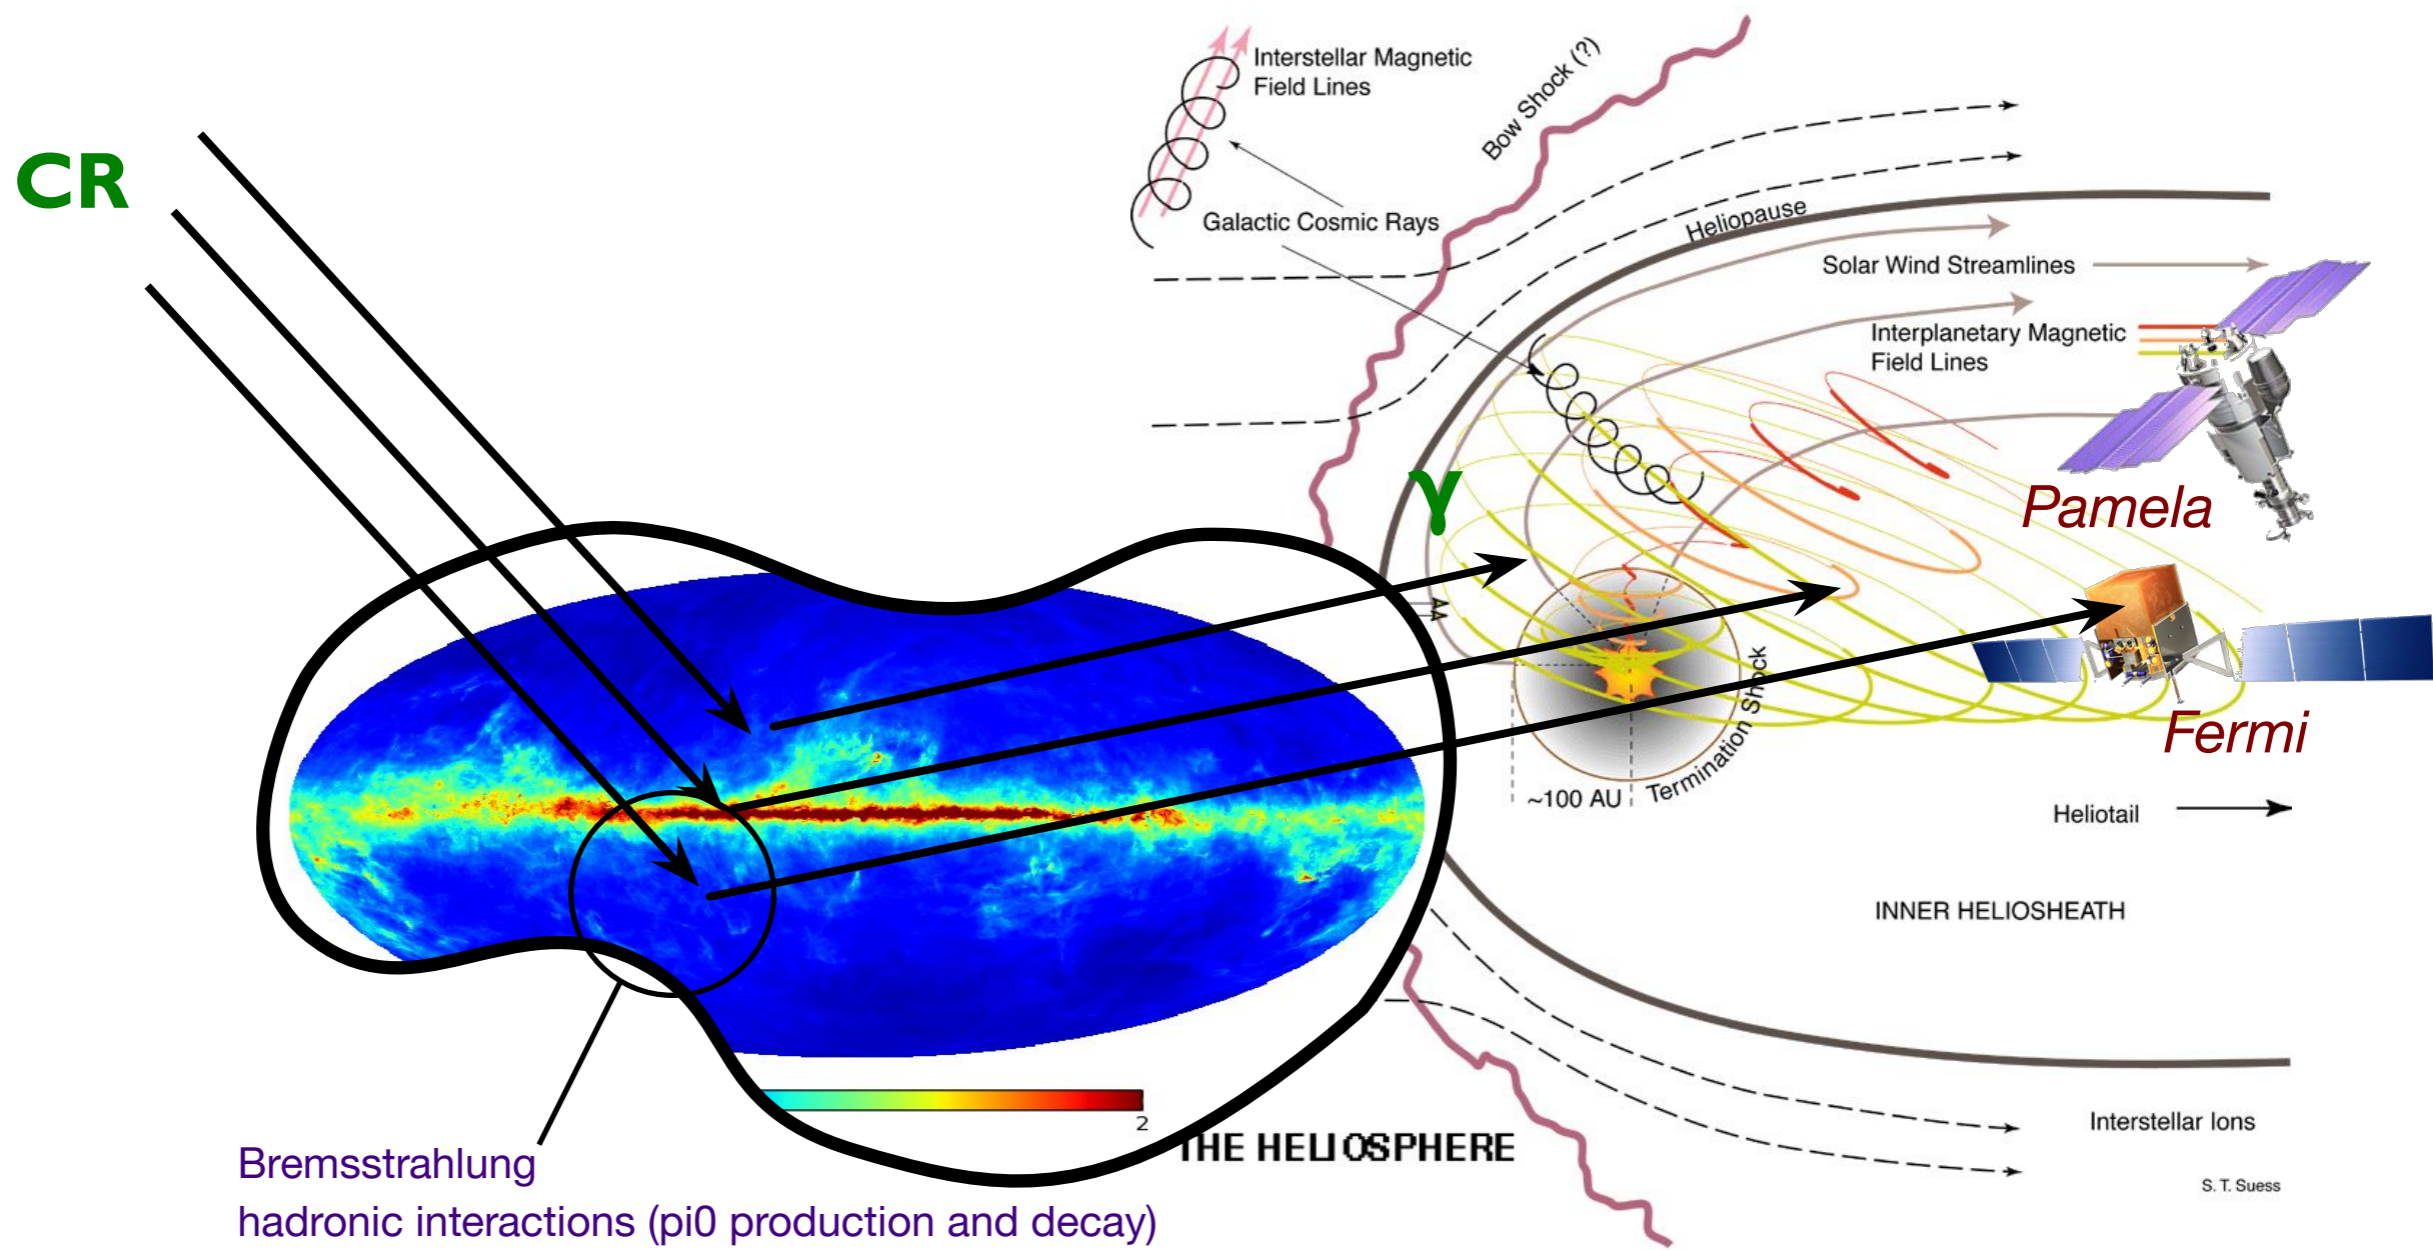 Interstellar Magnetic
Field Lines
Bow Shock (?)
CR
Galactic Cosmic Rays
Heliopause
Solar Wind Streamlines
Interplanetary Magnetic
Field Lines
γ
Pamela
AA
Fermi
Termination Shock
~100 AU
Heliotail
INNER HELIOSHEATH
2
THE HELIOSPHERE
Interstellar Ions
S. T. Suess
Bremsstrahlung
hadronic interactions (pi0 production and decay)